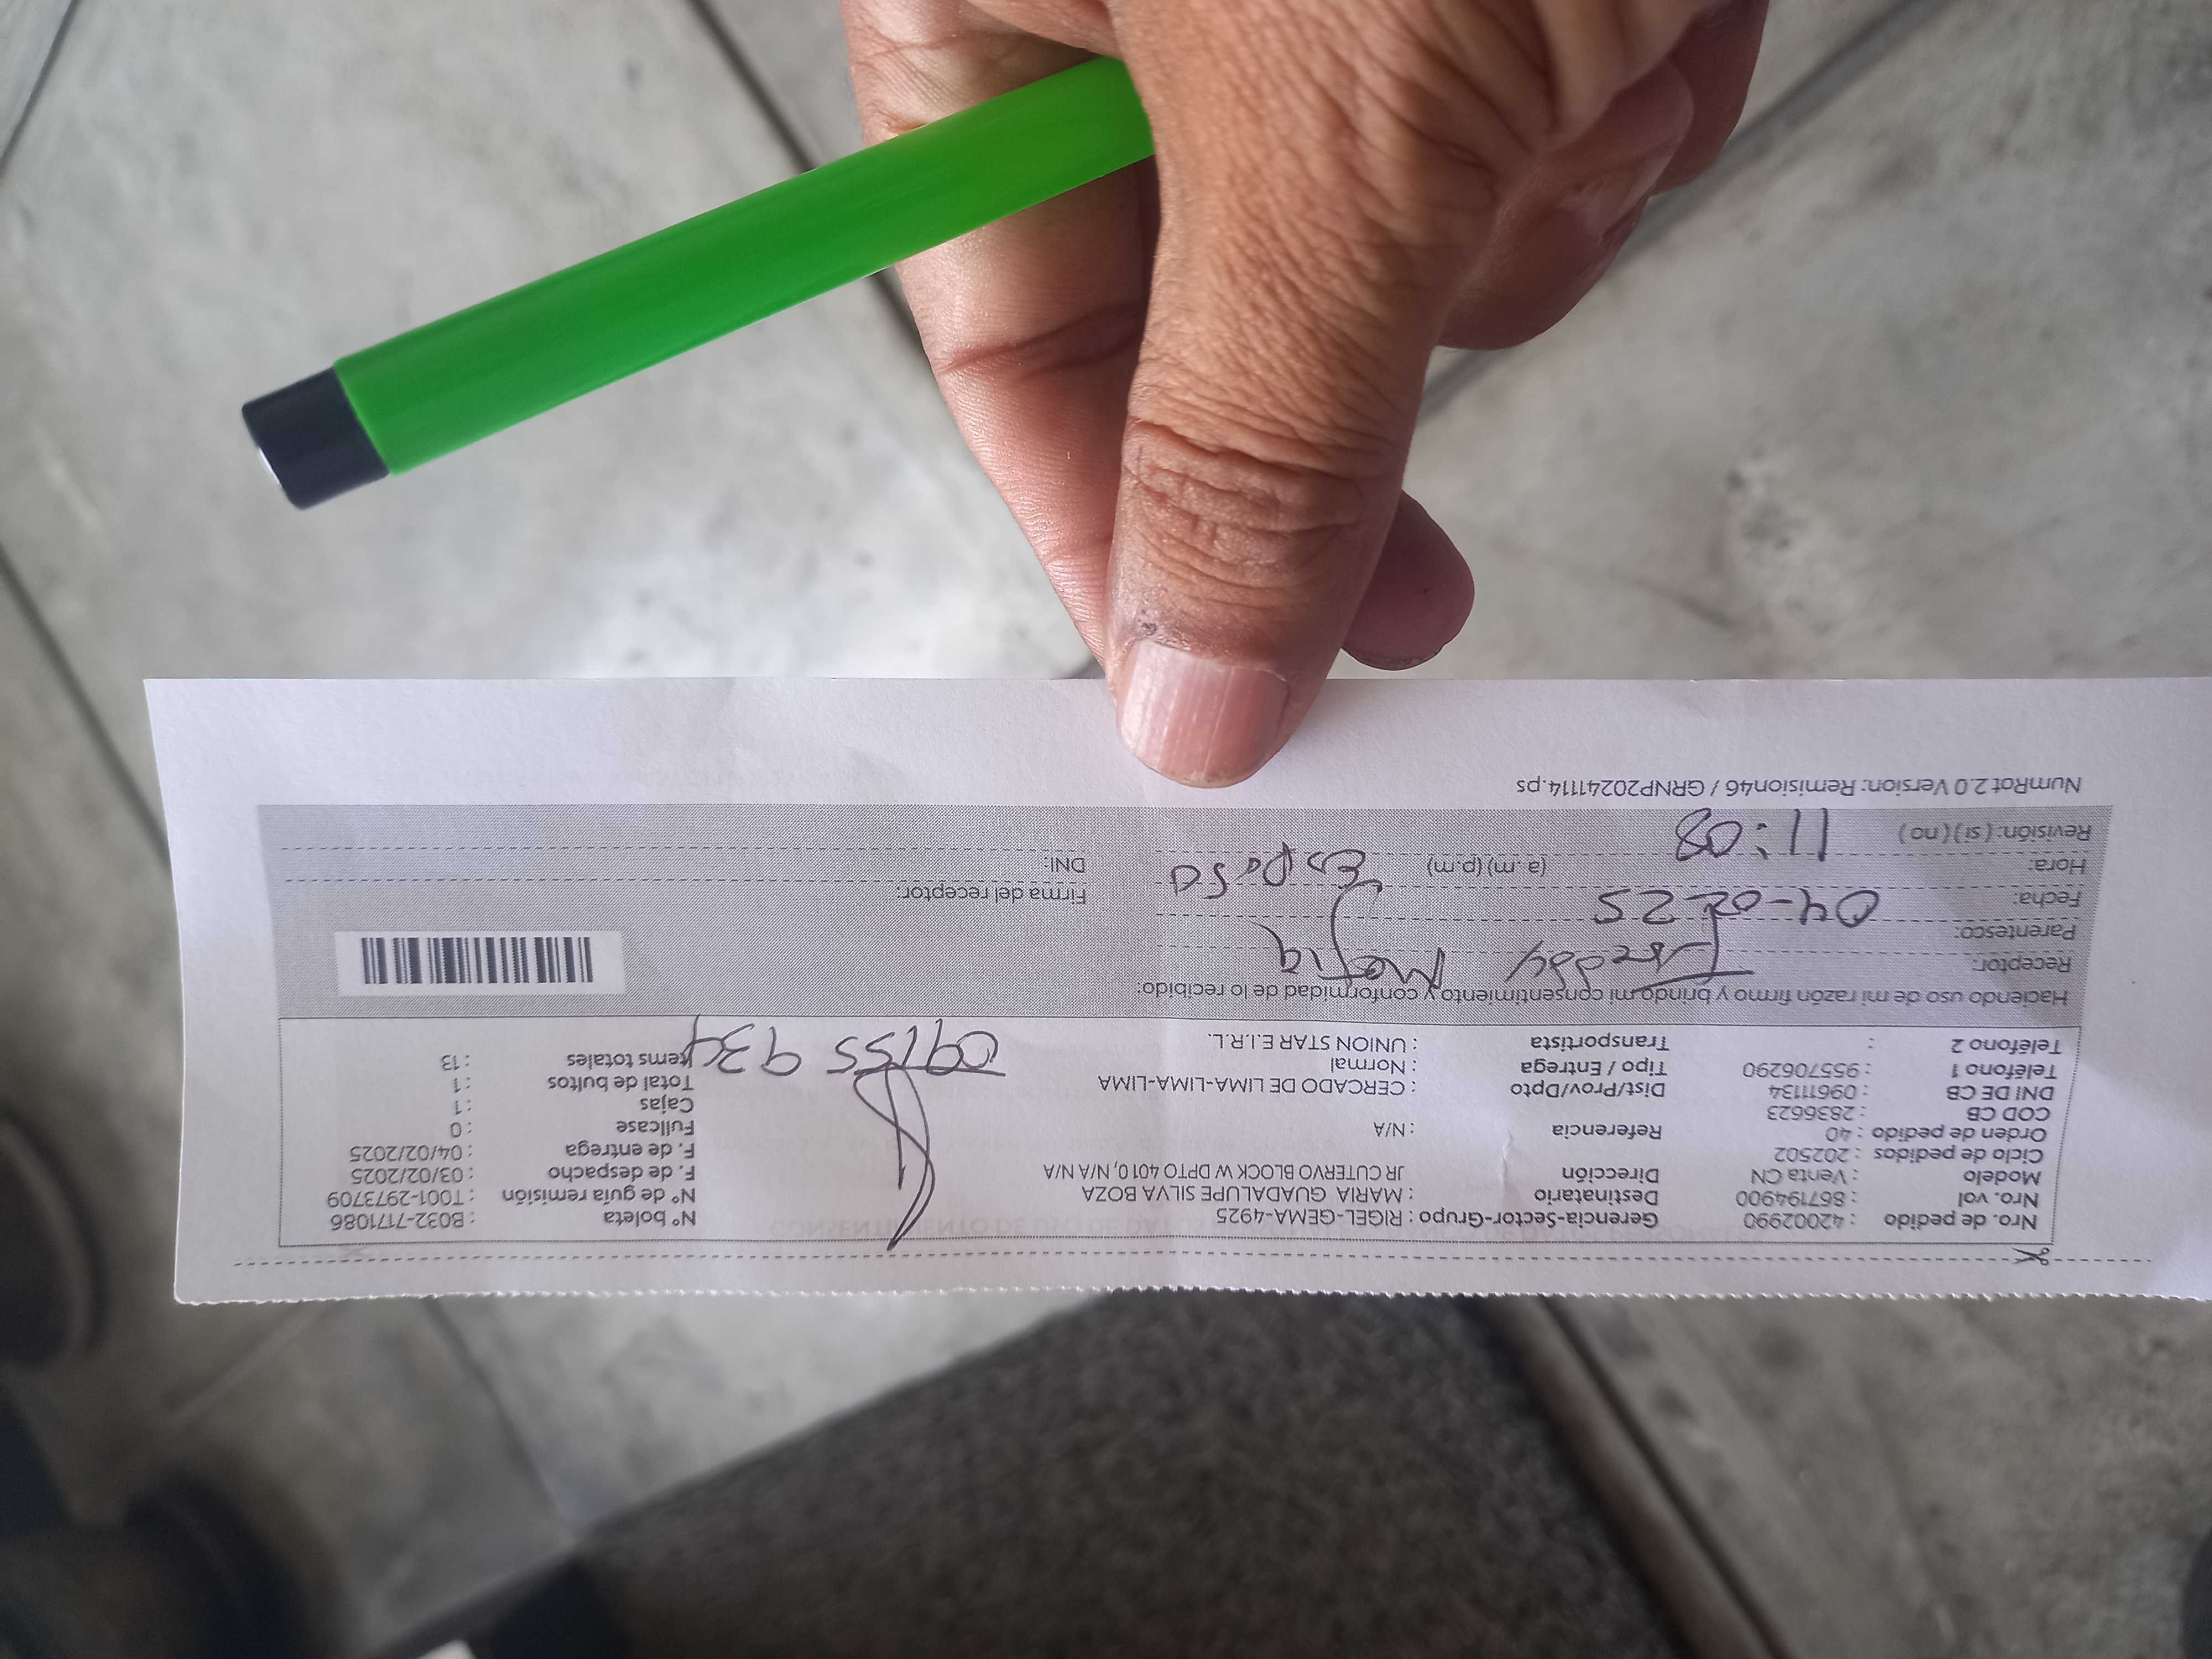 Nro. de pedido : 42002990 Gerencia-Sector-Grupo : RIGEL-GEMA-4925 N° boleta : B032-7171086
Nro. vol : 867194900 Destinatario : MARIA GUADALUPE SILVA BOZA N° de guía remisión : T001-2973709
Modelo : Venta CN Dirección JR CUTERVO BLOCK W DPTO 4010, N/A N/A F. de despacho : 03/02/2025
Ciclo de pedidos : 202502 F. de entrega : 04/02/2025
Orden de pedido : 40 Referencia : N/A Fullcase : 0
COD CB : 2836623 Cajas : 1
DNI DE CB : 09611134 Dist/Prov/Dpto : CERCADO DE LIMA-LIMA-LIMA Total de bultos : 1
Teléfono 1 : 955706290 Tipo / Entrega : Normal Items totales : 13
Teléfono 2 : Transportista : UNION STAR E.I.R.L.
Haciendo uso de mi razón firmo y brindo mi consentimiento y conformidad de lo recibido:
Receptor: Freddy
Parentesco:
Fecha: 04-02-25 Firma del receptor:
Hora: 11:08 (a.m) (p.m) DNI:
Revisión: ( si ) ( no )
NumRot 2.0 Version: Remision46 / GRNP20241114.ps